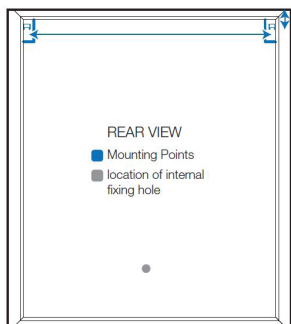 REAR VIEW
Mounting Points
location of internal
fixing hole